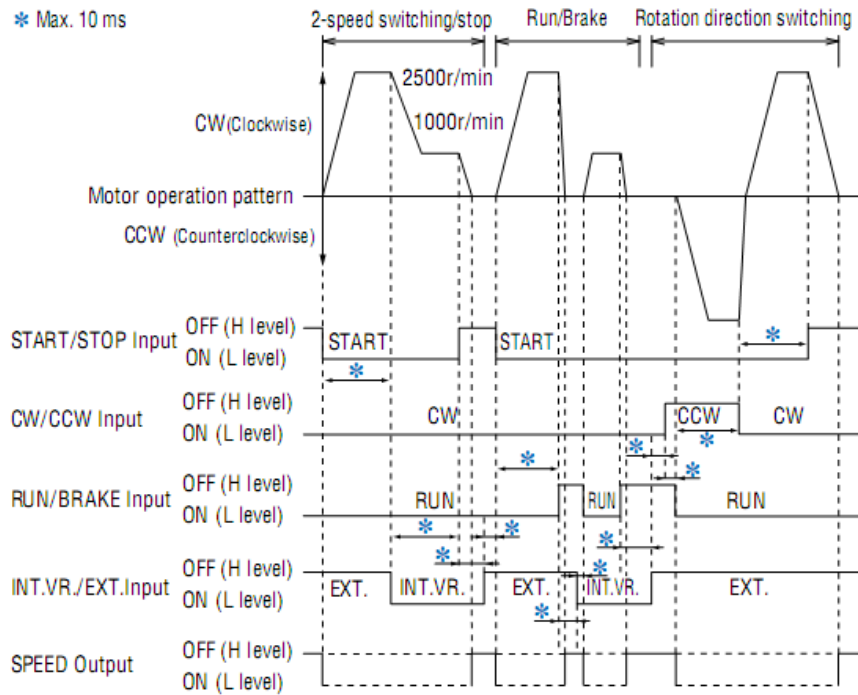 * Max. 10 ms
2-speed switching/stop
Run/Brake
Rotation direction switching
2500r/min
CW(Clockwise)
1000r/min
Motor operation pattern
CCW (Counterclockwise)
START/STOP Input
OFF (H level)
ON (L level)
START
START
*
*
CW/CCW Input
OFF (H level)
ON (L level)
CW
CCW
CW
*
*
*
*
RUN/BRAKE Input
OFF (H level)
ON (L level)
RUN
RUN
RUN
*
*
*
*
*
INT.VR./EXT.Input
OFF (H level)
ON (L level)
EXT.
INT.VR.
EXT.
INT.VR.
EXT.
*
SPEED Output
OFF (H level)
ON (L level)